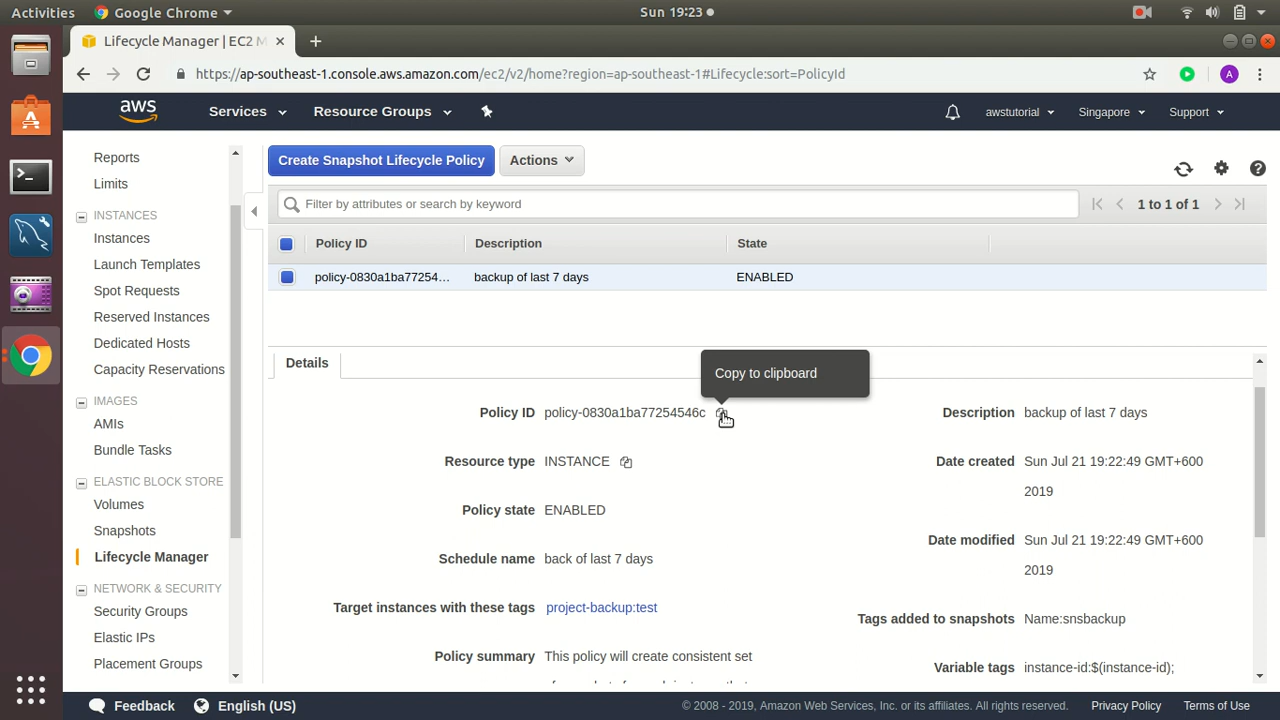 Activities Google Chrome Sun 19:23
Lifecycle Manager | EC2 M
https://ap-southeast-1.console.aws.amazon.com/ec2/v2/home?region=ap-southeast-1#Lifecycle:sort=PolicyId A
aws Services Resource Groups awstutorial Singapore Support
Reports
Limits
INSTANCES
Instances
Launch Templates
Spot Requests
Reserved Instances
Dedicated Hosts
Capacity Reservations
IMAGES
AMIs
Bundle Tasks
ELASTIC BLOCK STORE
Volumes
Snapshots
Lifecycle Manager
NETWORK & SECURITY
Security Groups
Elastic IPs
Placement Groups
Create Snapshot Lifecycle Policy Actions
Filter by attributes or search by keyword 1 to 1 of 1
Policy ID Description State
policy-0830a1ba77254… backup of last 7 days ENABLED
Details
Copy to clipboard
Policy ID policy-0830a1ba77254546c
Resource type INSTANCE
Policy state ENABLED
Schedule name back of last 7 days
Target instances with these tags project-backup:test
Policy summary This policy will create consistent set
Description backup of last 7 days
Date created Sun Jul 21 19:22:49 GMT+600
2019
Date modified Sun Jul 21 19:22:49 GMT+600
2019
Tags added to snapshots Name:snsbackup
Variable tags instance-id:$(instance-id);
Feedback English (US) © 2008 - 2019, Amazon Web Services, Inc. or its affiliates. All rights reserved. Privacy Policy Terms of Use